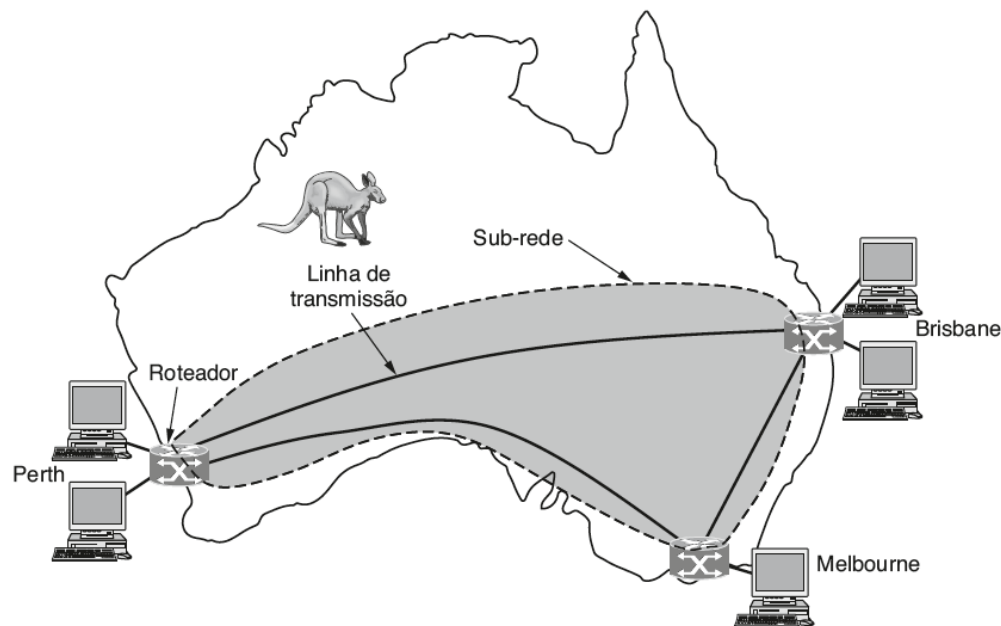 Sub-rede
Linha de
transmissão
Brisbane
Roteador
Perth
Melbourne